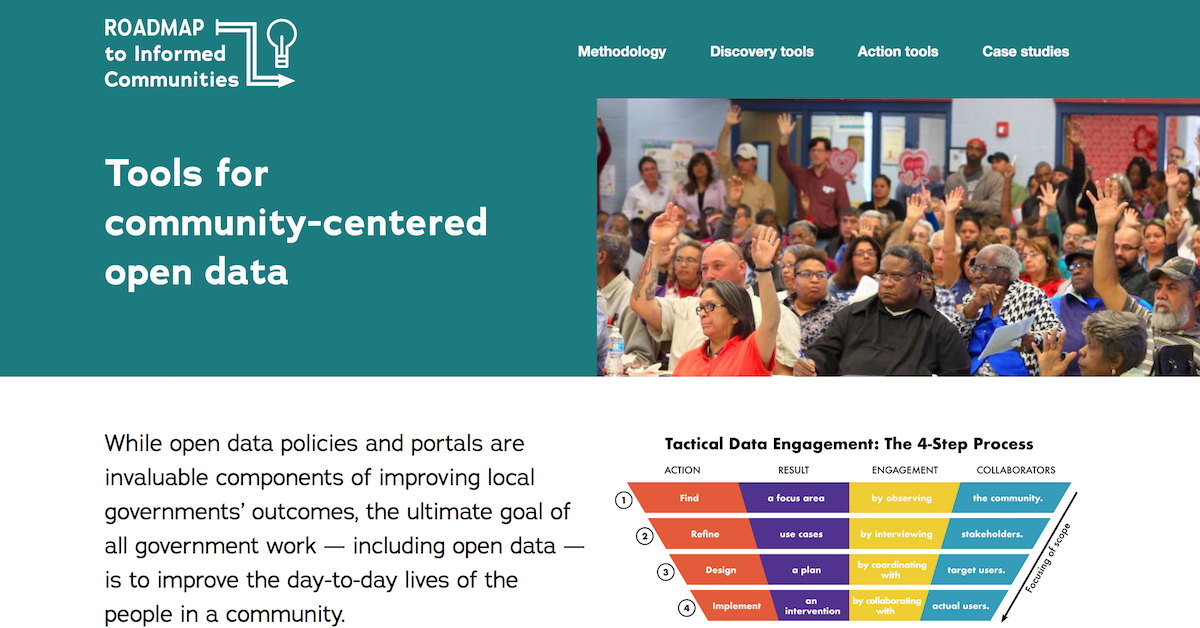 ROADMAP
to Informed
Communities
Methodology
Discovery tools
Action tools
Case studies
Tools for
community-centered
open data
While open data policies and portals are
invaluable components of improving local
governments’ outcomes, the ultimate goal of
all government work — including open data —
is to improve the day-to-day lives of the
people in a community.
Tactical Data Engagement: The 4-Step Process
ACTION RESULT ENGAGEMENT COLLABORATORS
1 Find a focus area by observing the community.
2 Refine use cases by interviewing stakeholders.
3 Design a plan by coordinating with target users.
4 Implement an intervention by collaborating with actual users.
Focusing of scope